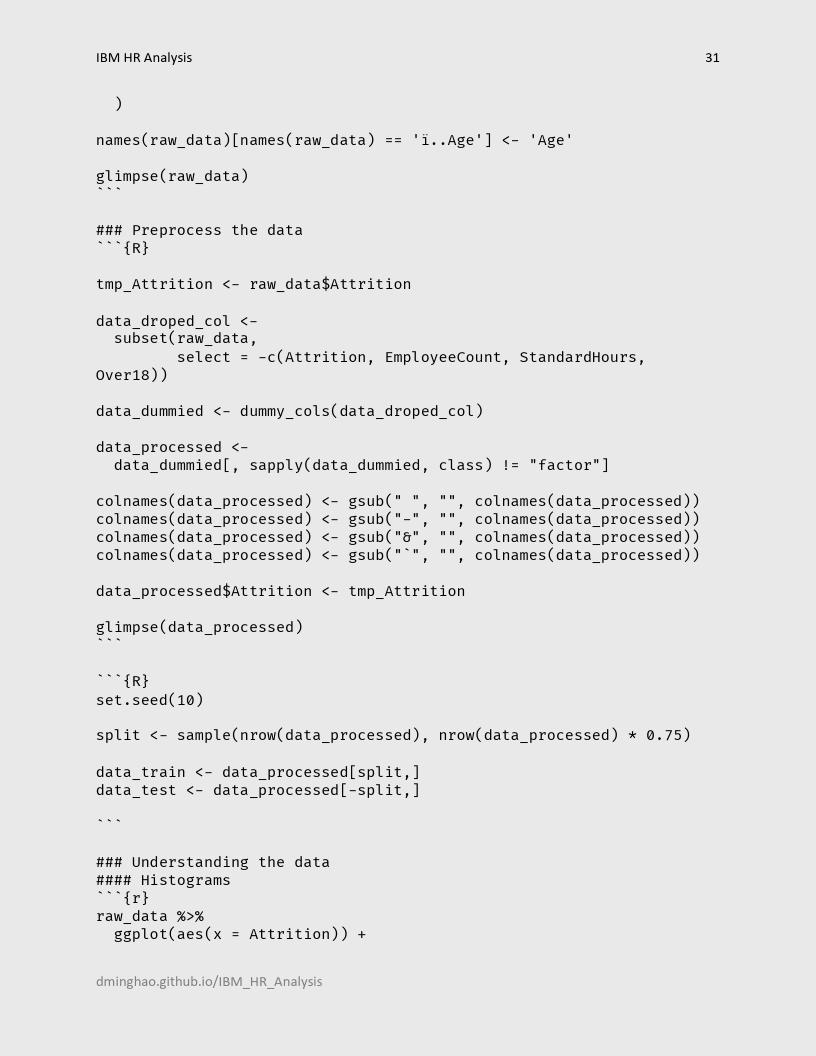 IBM HR Analysis 31
  )
names(raw_data)[names(raw_data) == 'ï..Age'] <- 'Age'
glimpse(raw_data)
```
### Preprocess the data
```{R}
tmp_Attrition <- raw_data$Attrition
data_droped_col <-
  subset(raw_data,
         select = -c(Attrition, EmployeeCount, StandardHours,
Over18))
data_dummied <- dummy_cols(data_droped_col)
data_processed <-
  data_dummied[, sapply(data_dummied, class) != "factor"]
colnames(data_processed) <- gsub(" ", "", colnames(data_processed))
colnames(data_processed) <- gsub("-", "", colnames(data_processed))
colnames(data_processed) <- gsub("&", "", colnames(data_processed))
colnames(data_processed) <- gsub("`", "", colnames(data_processed))
data_processed$Attrition <- tmp_Attrition
glimpse(data_processed)
```
```{R}
set.seed(10)
split <- sample(nrow(data_processed), nrow(data_processed) * 0.75)
data_train <- data_processed[split,]
data_test <- data_processed[-split,]
```
### Understanding the data
#### Histograms
```{r}
raw_data %>%
  ggplot(aes(x = Attrition)) +
dminghao.github.io/IBM_HR_Analysis